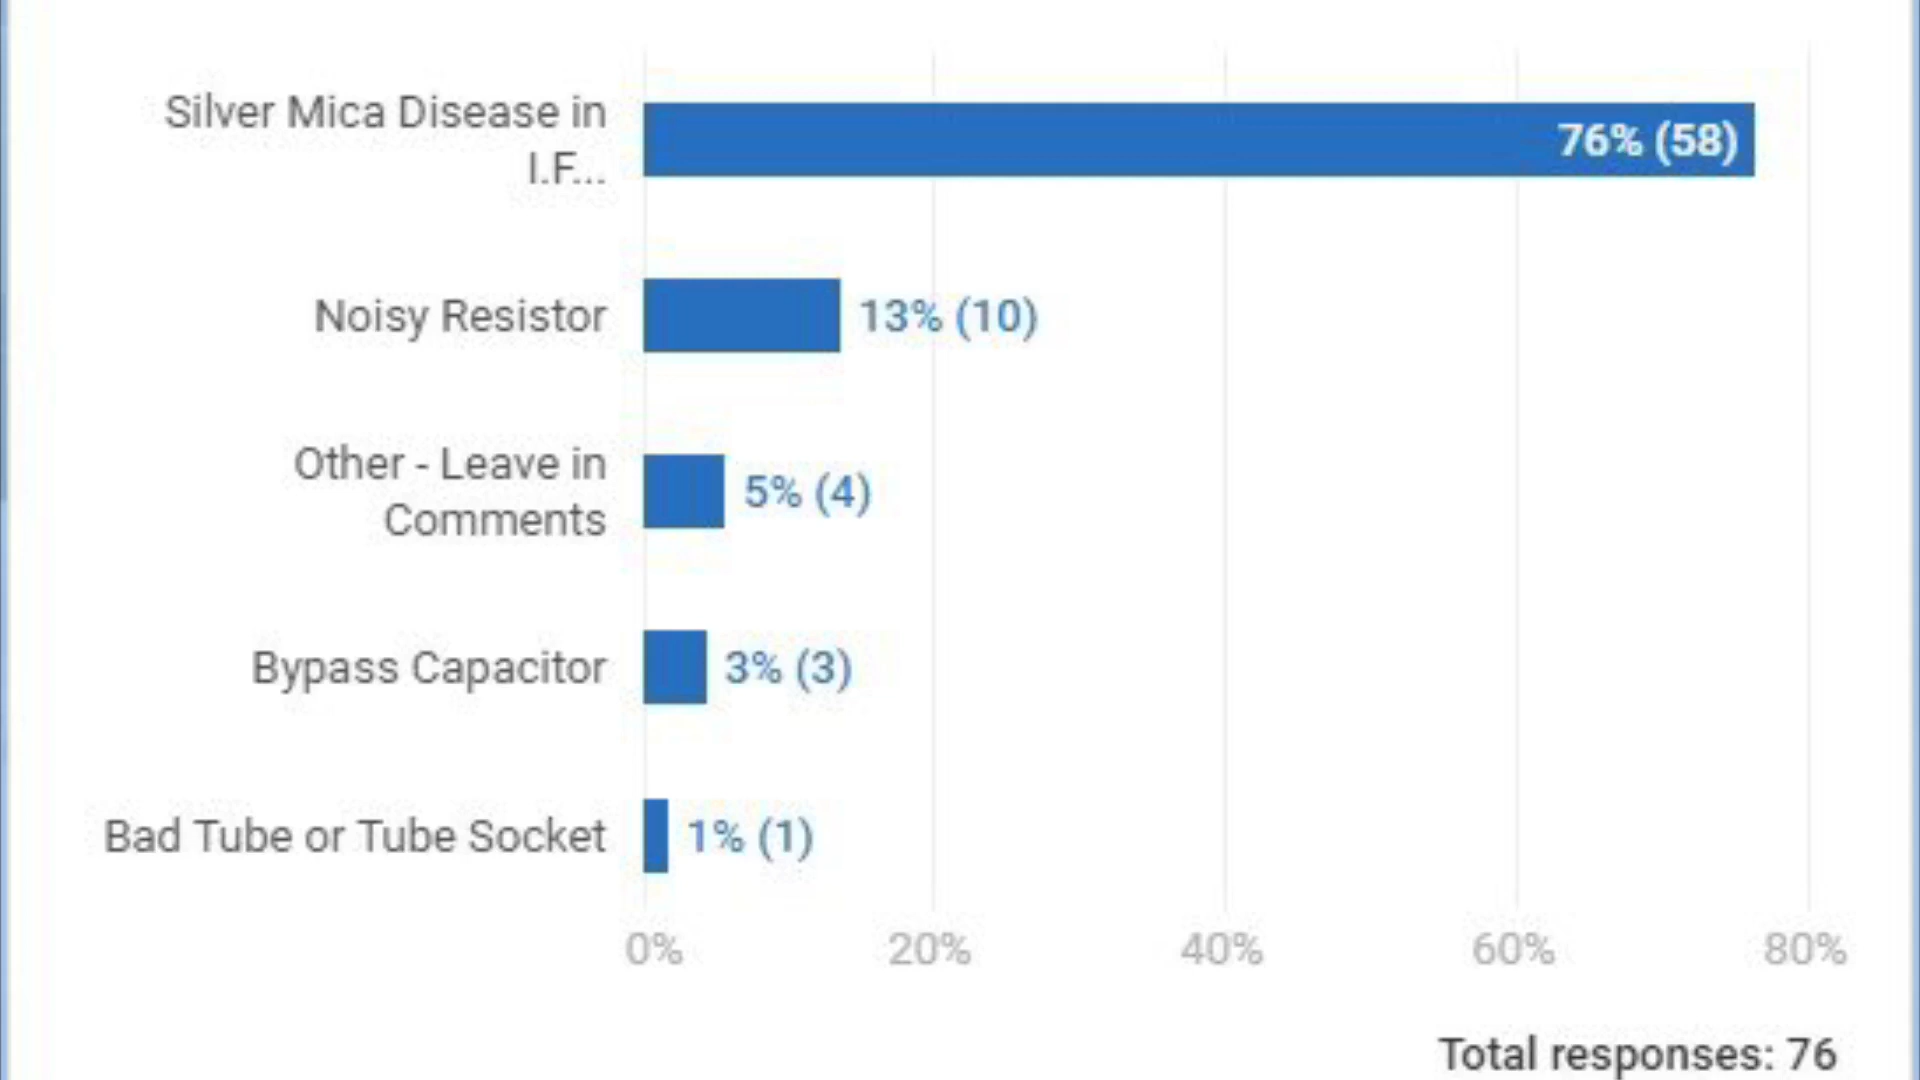 Silver Mica Disease in
I.F...
76% (58)
Noisy Resistor
13% (10)
Other - Leave in
Comments
5% (4)
Bypass Capacitor
3% (3)
Bad Tube or Tube Socket
1% (1)
0% 20% 40% 60% 80%
Total responses: 76